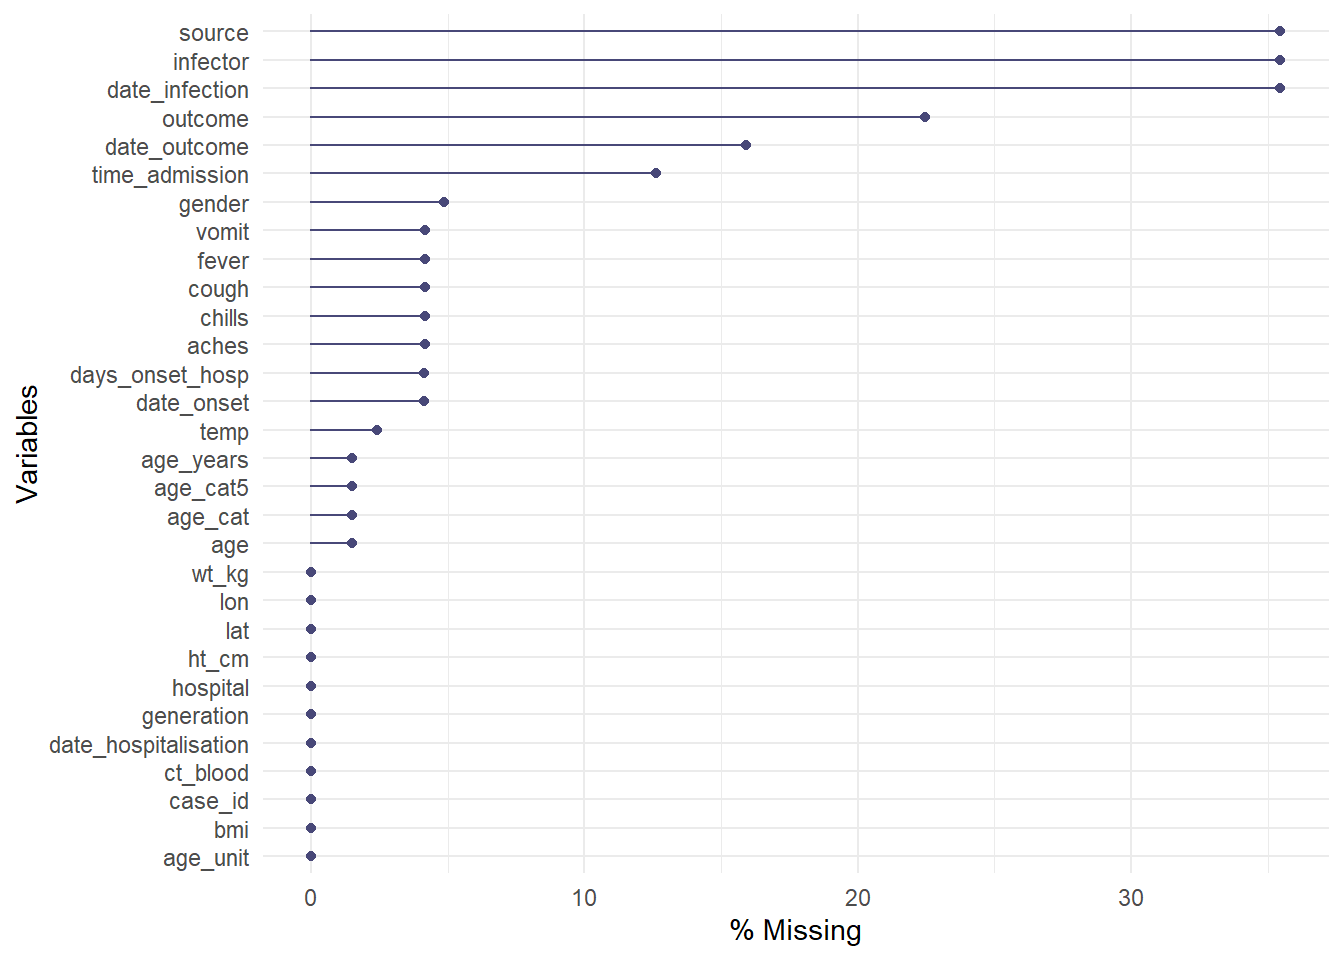 source
infector
date_infection
outcome
date_outcome
time_admission
gender
vomit
fever
cough
chills
aches
days_onset_hosp
date_onset
temp
age_years
age_cat5
age_cat
age
wt_kg
lon
lat
ht_cm
hospital
generation
date_hospitalisation
ct_blood
case_id
bmi
age_unit
Variables
0 10 20 30
% Missing